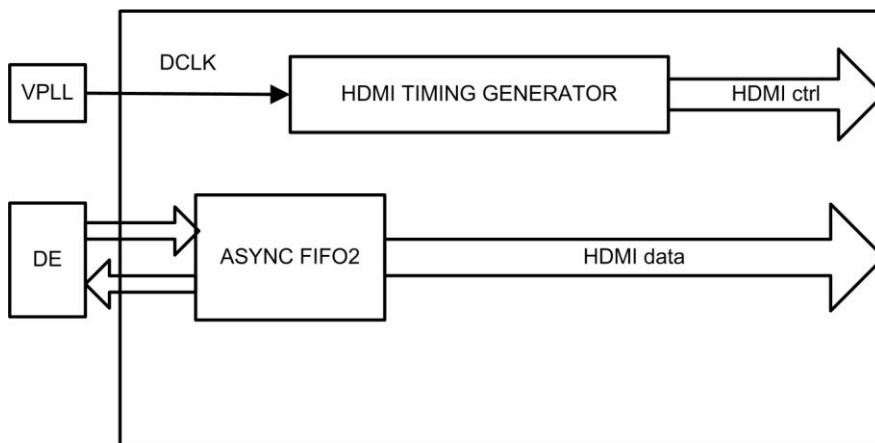 DCLK
VPLL
HDMI TIMING GENERATOR
HDMI ctrl
DE
ASYNC FIFO2
HDMI data